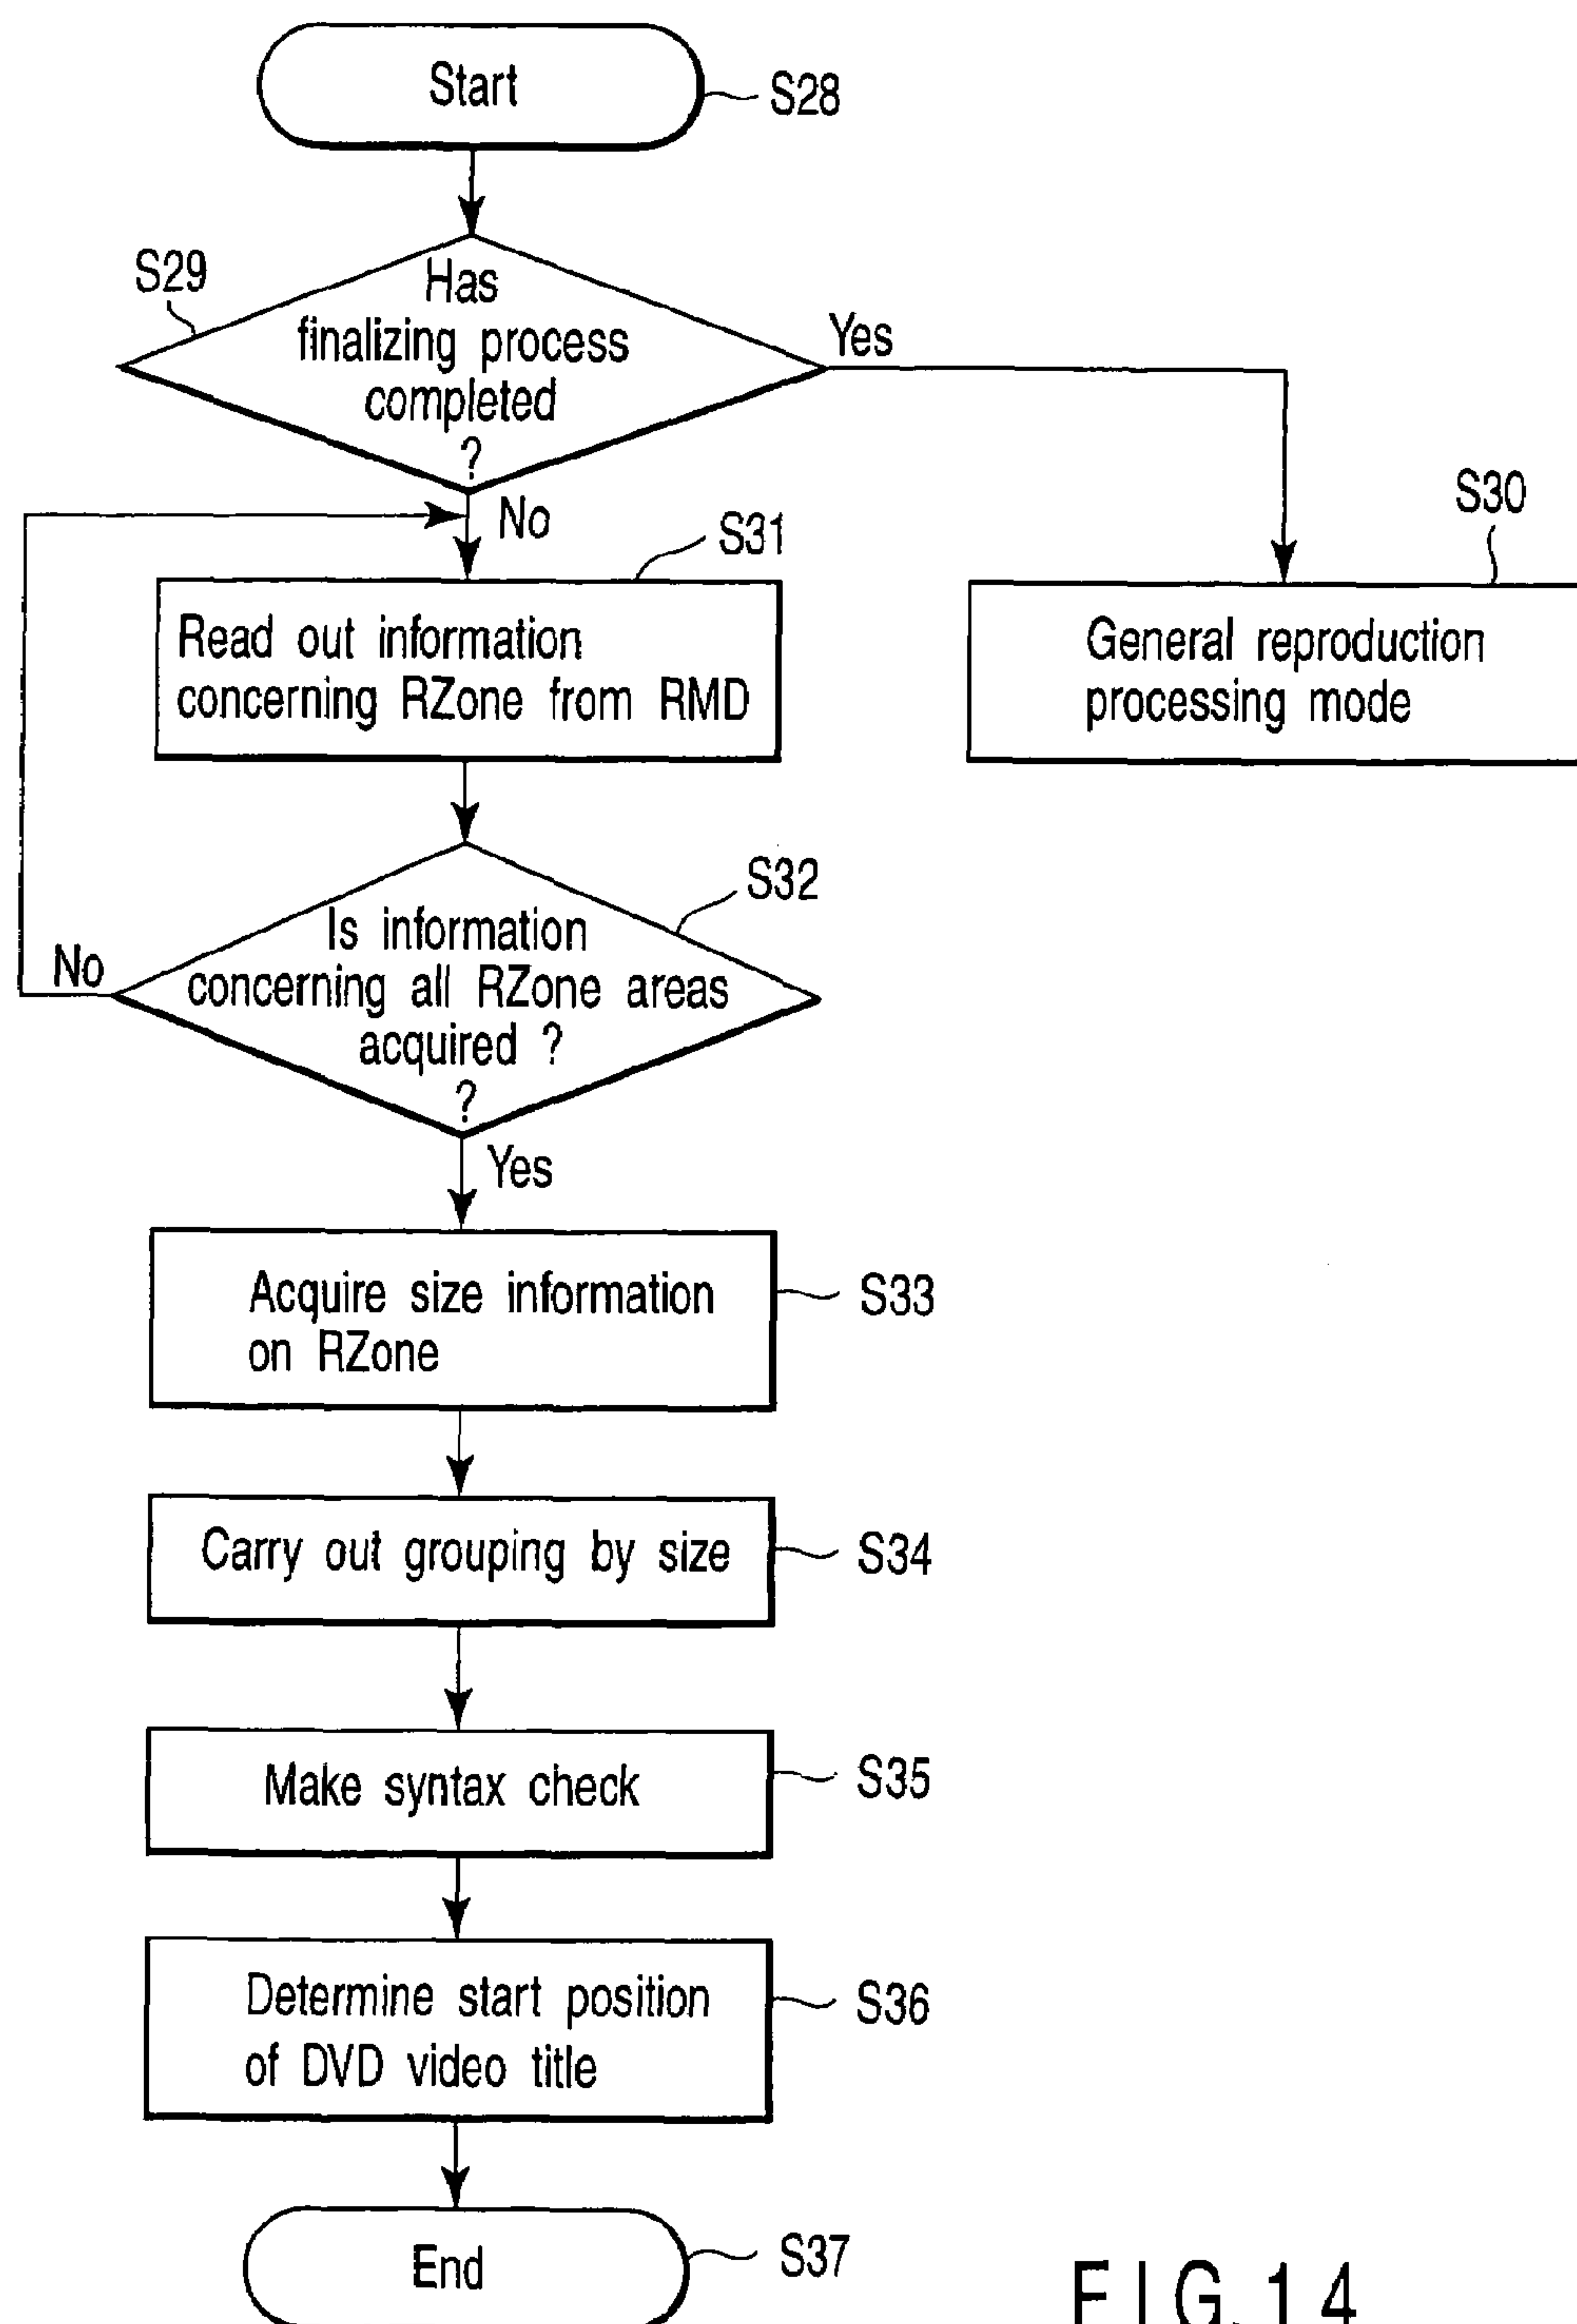 Start
S28
S29
Has
finalizing process
completed
?
Yes
No
S30
General reproduction
processing mode
S31
Read out information
concerning RZone from RMD
S32
Is information
concerning all RZone areas
acquired ?
?
No
Yes
Acquire size information
on RZone
S33
Carry out grouping by size
S34
Make syntax check
S35
Determine start position
of DVD video title
S36
End
S37
FIG. 14